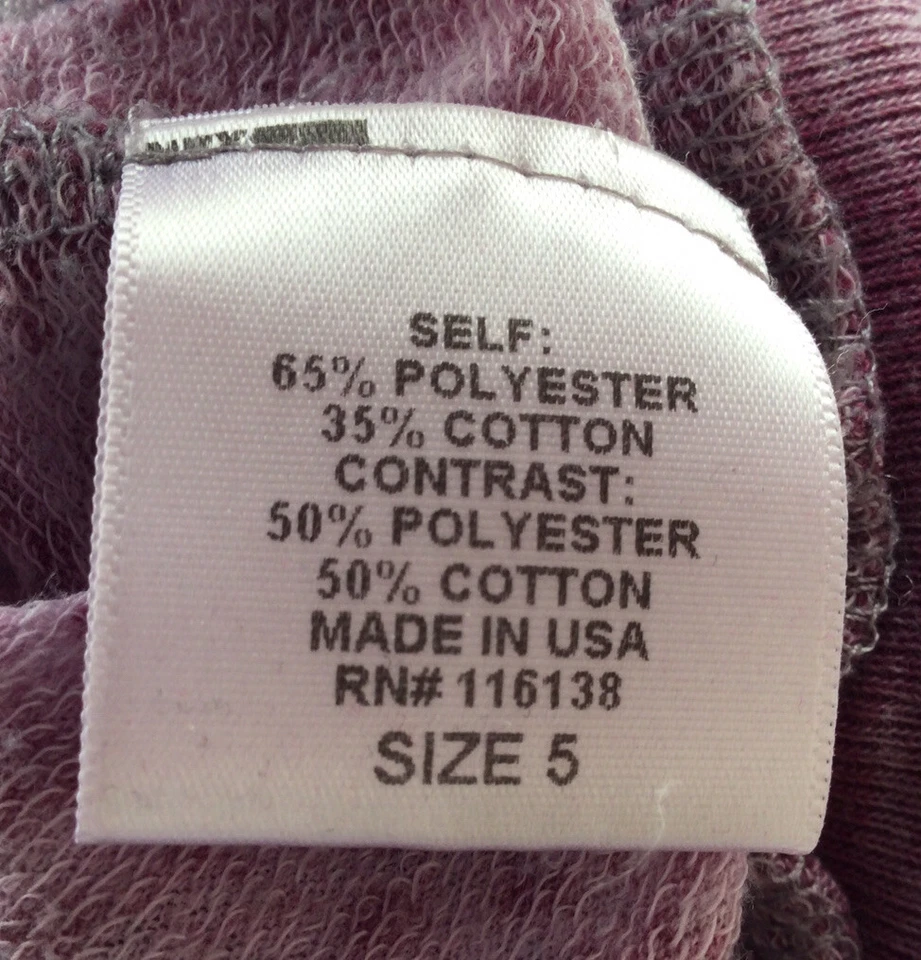 SELF:
65% POLYESTER
35% COTTON
CONTRAST:
50% POLYESTER
50% COTTON
MADE IN USA
RN# 116138
SIZE 5